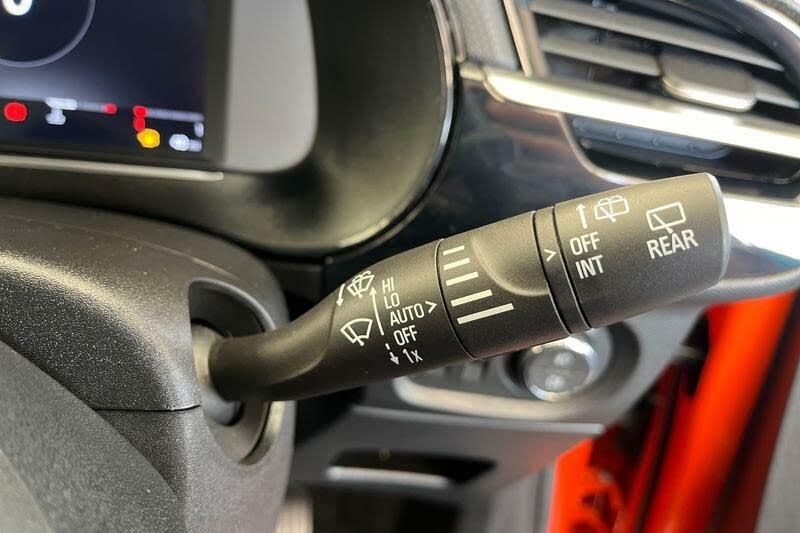 HI
LO
AUTO >
OFF
1x
>
OFF
INT
REAR